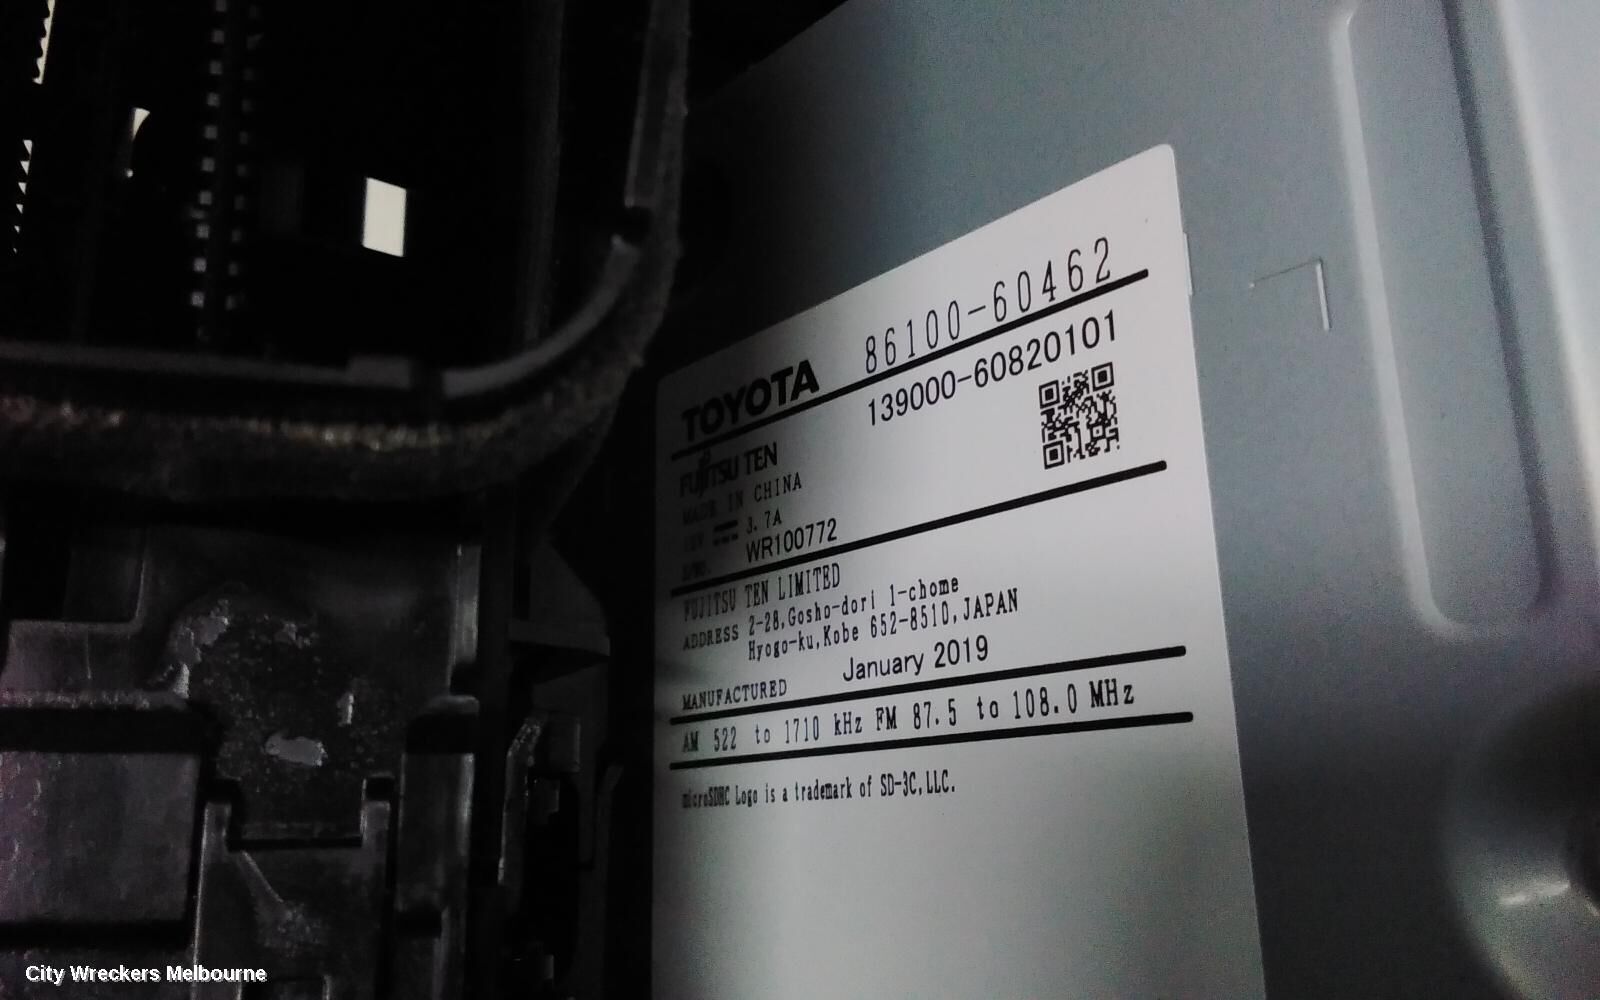 TOYOTA 86100-60462
139000-60820101
FUJITSU TEN
MADE IN CHINA
12V 3.7A
S/NO. WR100772
FUJITSU TEN LIMITED
ADDRESS 2-28,Gosho-dori 1-chome
Hyogo-ku,Kobe 652-8510,JAPAN
MANUFACTURED January 2019
AM 522 to 1710 kHz FM 87.5 to 108.0 MHz
microSDHC Logo is a trademark of SD-3C,LLC.
City Wreckers Melbourne